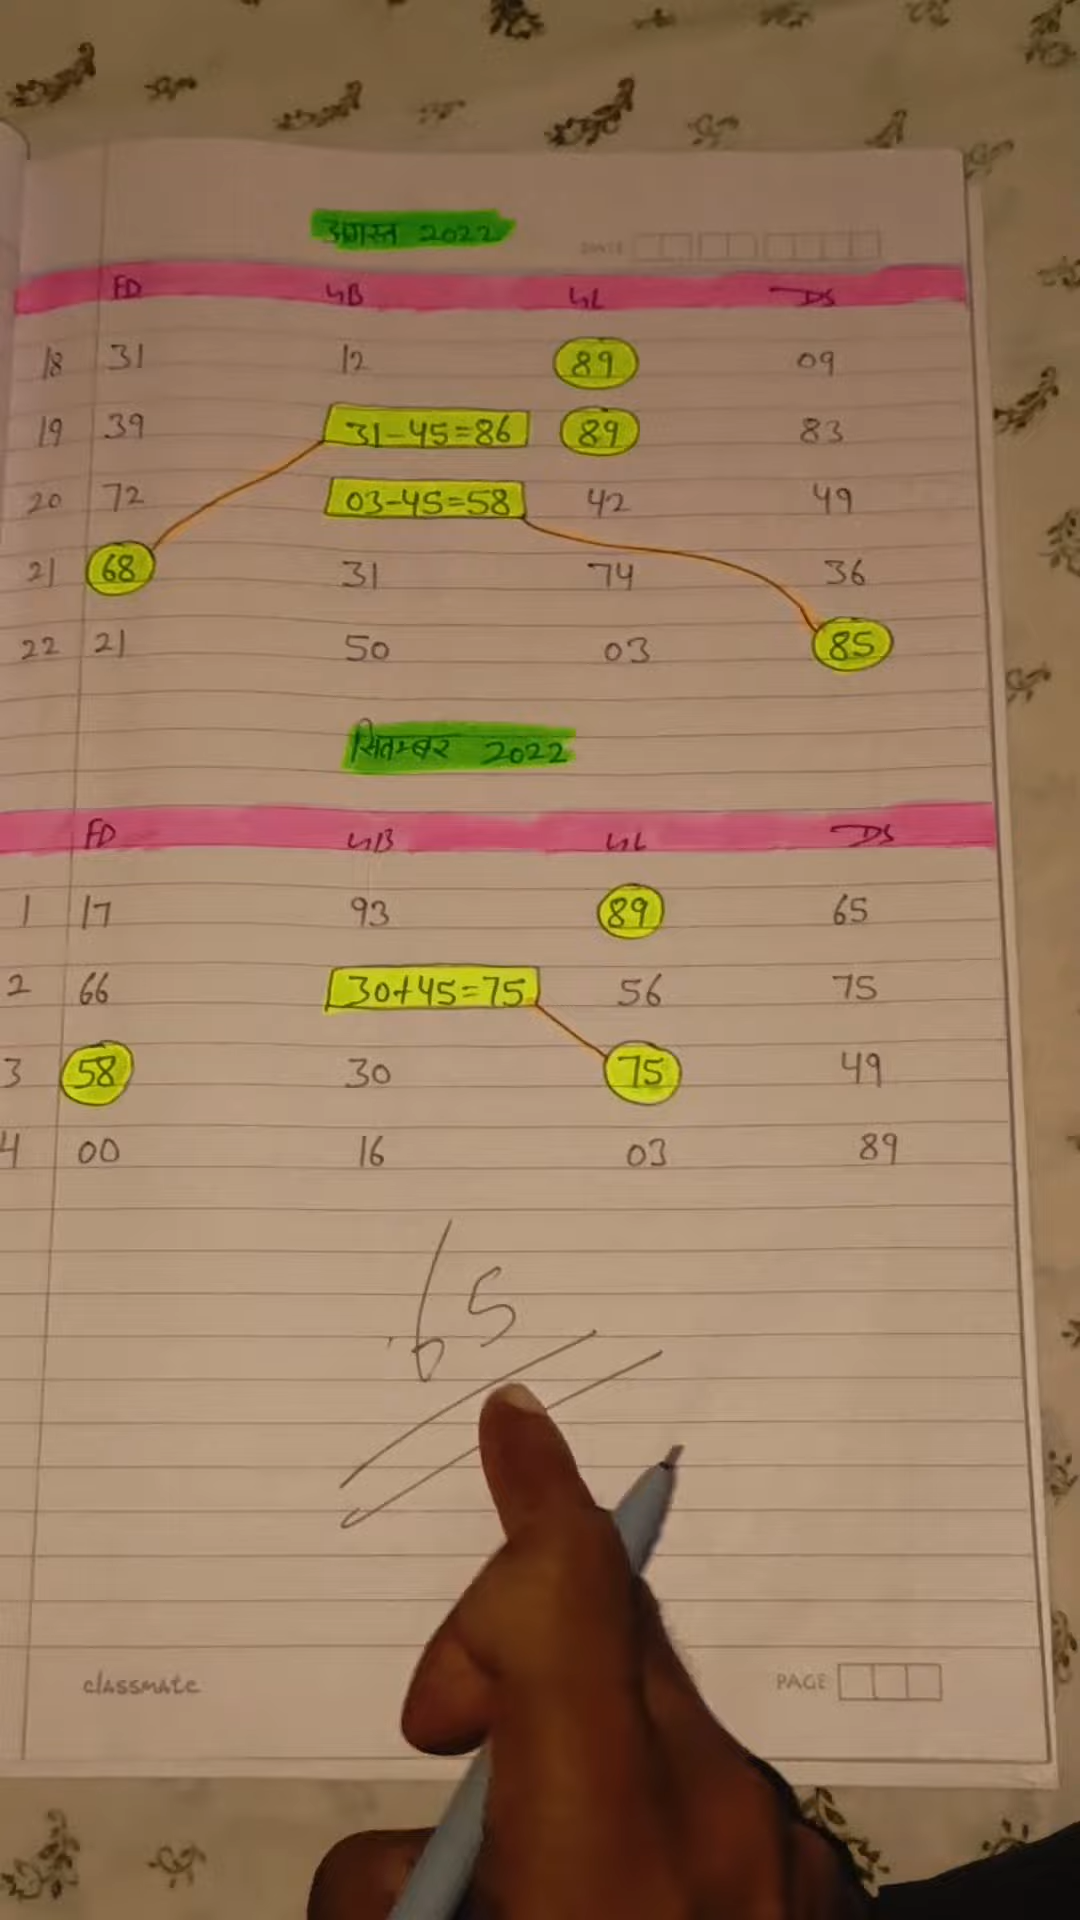 अगस्त 2022
DATE
FD GB GL DS
18 31 12 89 09
19 39 31-45=86 89 83
20 72 03-45=58 42 49
21 68 31 74 36
22 21 50 03 85
सितम्बर 2022
FD GB GL DS
1 17 93 89 65
2 66 30+45=75 56 75
3 58 30 75 49
4 00 16 03 89
65
classmate PAGE